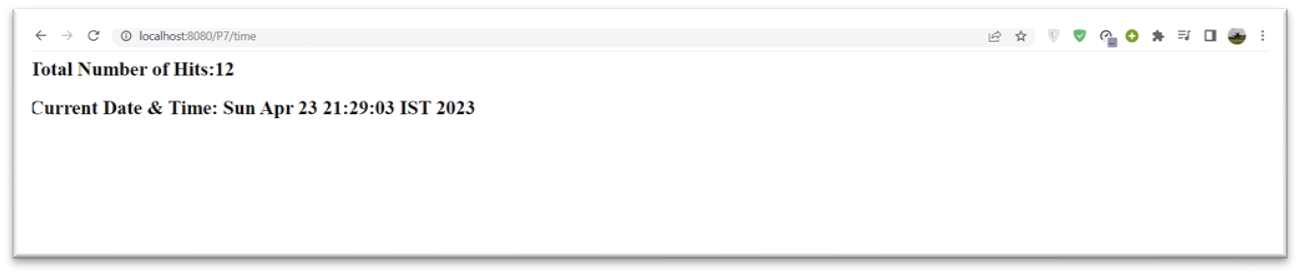 localhost:8080/P7/time
Total Number of Hits:12
Current Date & Time: Sun Apr 23 21:29:03 IST 2023